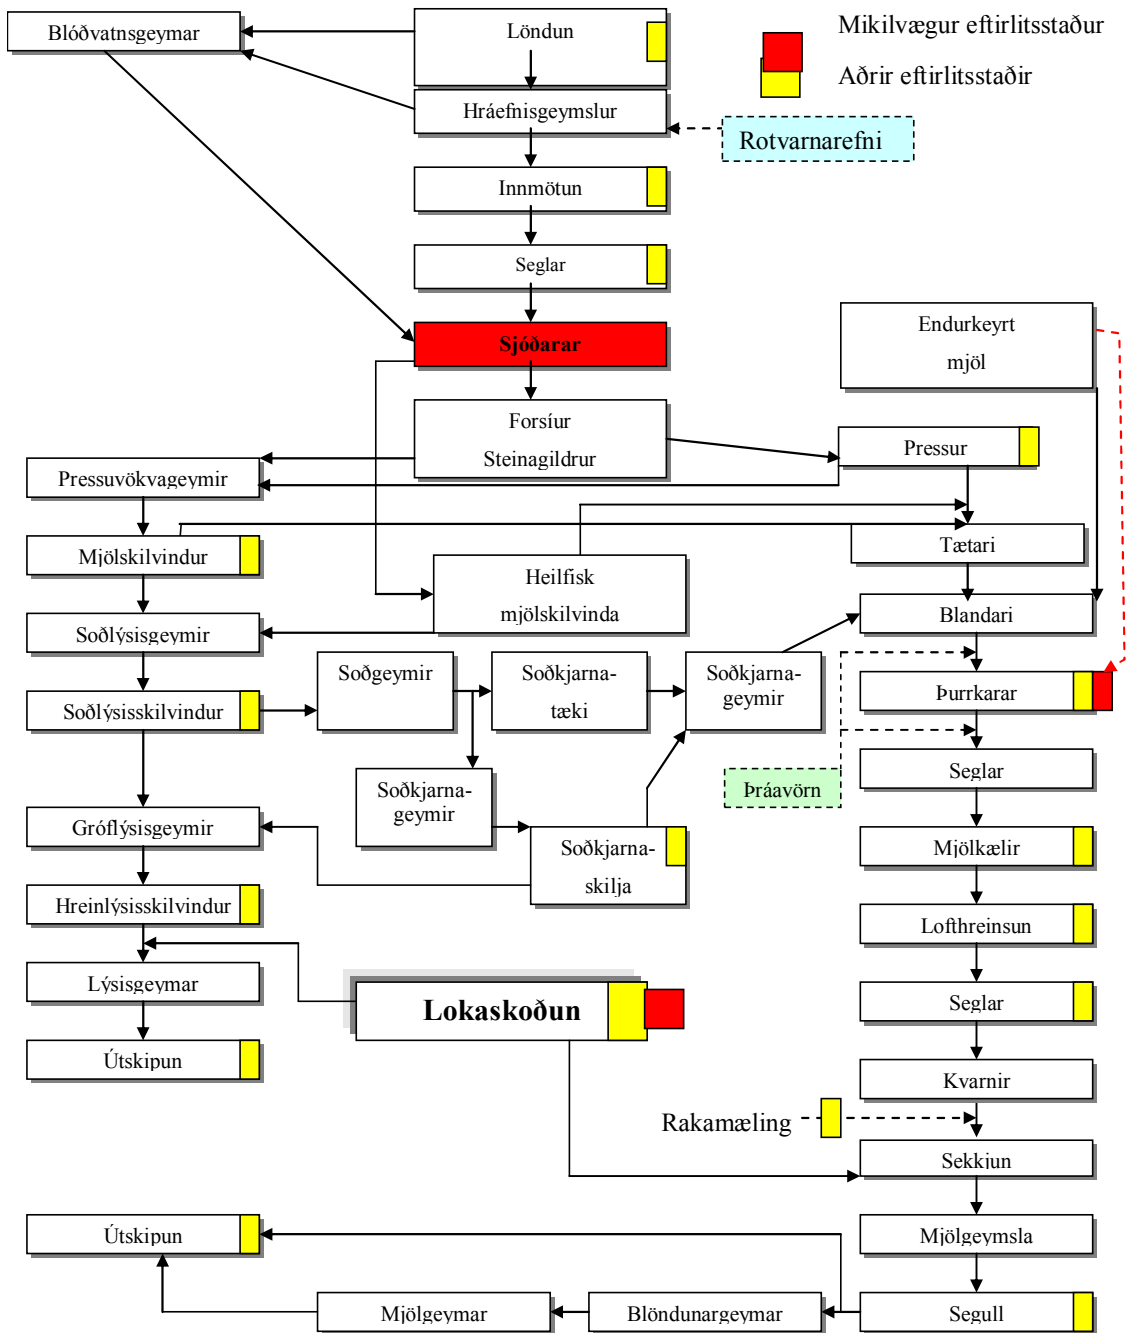 Blóðvatnsgeymar
Löndun
Mikilvægur eftirlitsstaður
Aðrir eftirlitsstaðir
Hráefnisgeymslur
Rotvarnarefni
Innmötun
Seglar
Sjóðarar
Endurkeyrt
mjöl
Forsíur
Steinagildrur
Pressur
Pressuvökvageymir
Mjölskilvindur
Tætari
Heilfisk
mjölskilvinda
Soðlýsisgeymir
Blandari
Soðlýsisskilvindur
Soðgeymir
Soðkjarna-
tæki
Soðkjarna-
geymir
Þurrkarar
Seglar
Þráavörn
Soðkjarna-
geymir
Gróflýsisgeymir
Soðkjarna-
skilja
Mjölkælir
Hreinlýsisskilvindur
Lofthreinsun
Lýsisgeymar
Lokaskoðun
Seglar
Útskipun
Kvarnir
Rakamæling
Sekkjun
Útskipun
Mjölgeymsla
Mjölgeymar
Blöndunargeymar
Segull